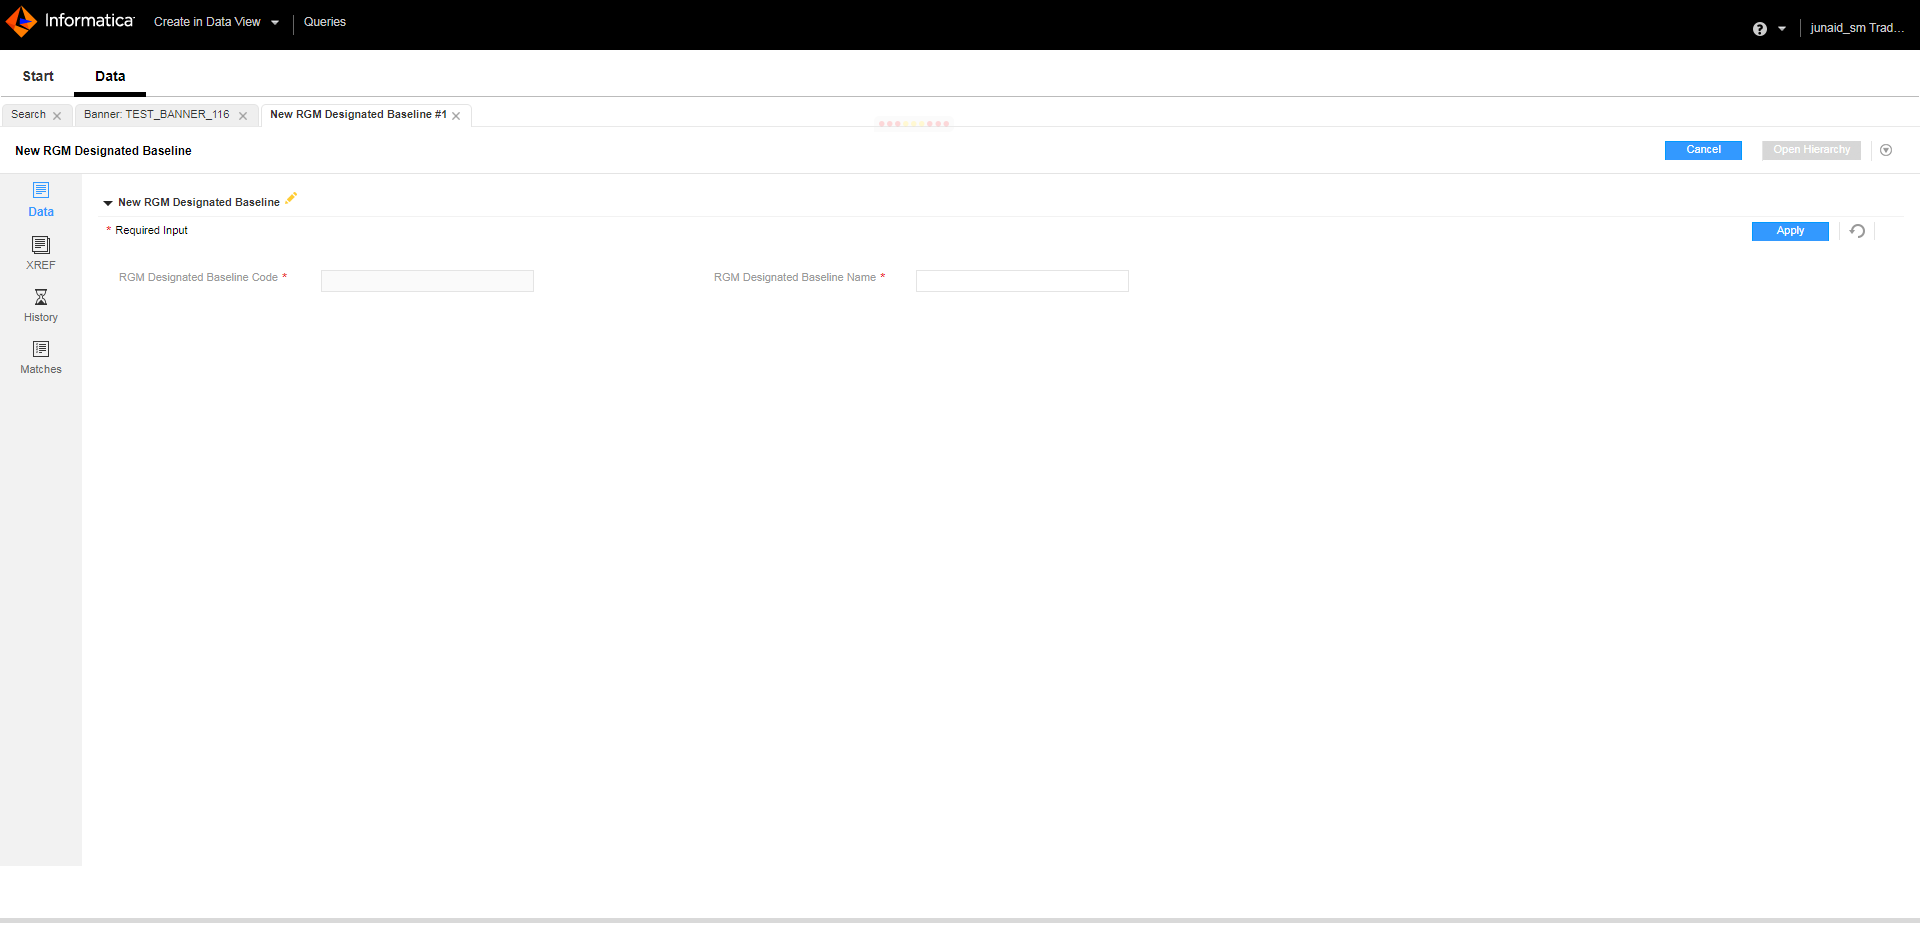 Informatica Create in Data View Queries junaid_sm Trad...
Start Data
Search Banner: TEST_BANNER_116 New RGM Designated Baseline #1
New RGM Designated Baseline Cancel Open Hierarchy
Data
XREF
History
Matches
New RGM Designated Baseline
* Required Input Apply
RGM Designated Baseline Code * RGM Designated Baseline Name *